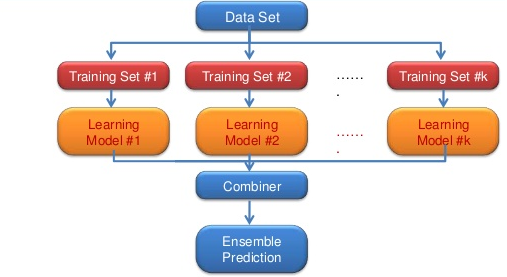 Data Set
Training Set #1
Training Set #2
......
.
Training Set #k
Learning
Model #1
Learning
Model #2
......
.
Learning
Model #k
Combiner
Ensemble
Prediction